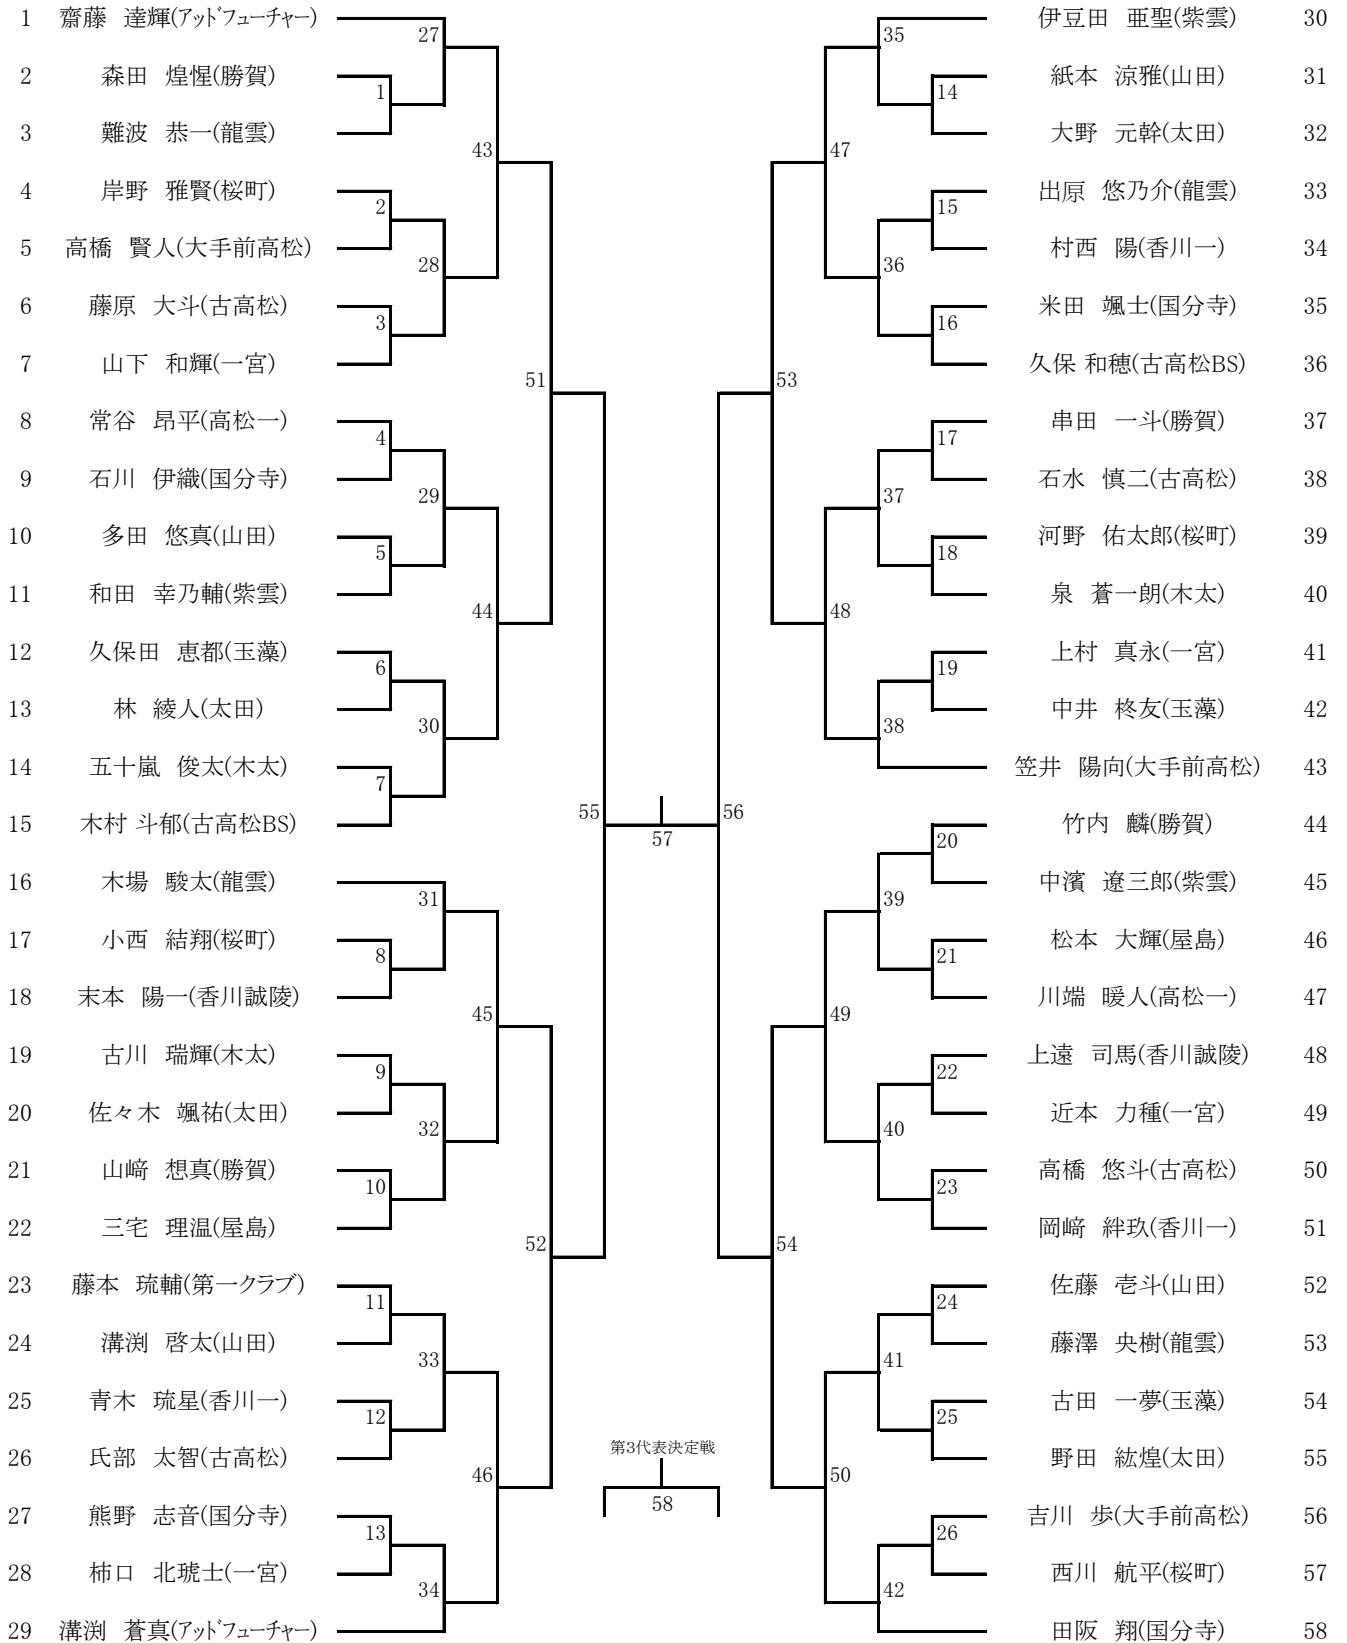 1 齋藤 達輝(アッドフューチャー)
2 森田 煌惺(勝賀)
3 難波 恭一(龍雲)
4 岸野 雅賢(桜町)
5 高橋 賢人(大手前高松)
6 藤原 大斗(古高松)
7 山下 和輝(一宮)
8 常谷 昂平(高松一)
9 石川 伊織(国分寺)
10 多田 悠真(山田)
11 和田 幸乃輔(紫雲)
12 久保田 恵都(玉藻)
13 林 綾人(太田)
14 五十嵐 俊太(木太)
15 木村 斗郁(古高松BS)
16 木場 駿太(龍雲)
17 小西 結翔(桜町)
18 末本 陽一(香川誠陵)
19 古川 瑞輝(木太)
20 佐々木 颯祐(太田)
21 山﨑 想真(勝賀)
22 三宅 理温(屋島)
23 藤本 琉輔(第一クラブ)
24 溝渕 啓太(山田)
25 青木 琉星(香川一)
26 氏部 太智(古高松)
27 熊野 志音(国分寺)
28 柿口 北琥士(一宮)
29 溝渕 蒼真(アッドフューチャー)
27
1
43
2
28
3
51
4
29
5
44
6
30
7
55
31
8
45
9
32
10
52
11
33
12
46
13
34
57
第3代表決定戦
58
35
14
47
15
36
16
53
17
37
18
48
19
38
56
20
39
21
49
22
40
23
54
24
41
25
50
26
42
伊豆田 亜聖(紫雲) 30
紙本 涼雅(山田) 31
大野 元幹(太田) 32
出原 悠乃介(龍雲) 33
村西 陽(香川一) 34
米田 颯士(国分寺) 35
久保 和穂(古高松BS) 36
串田 一斗(勝賀) 37
石水 慎二(古高松) 38
河野 佑太郎(桜町) 39
泉 蒼一朗(木太) 40
上村 真永(一宮) 41
中井 柊友(玉藻) 42
笠井 陽向(大手前高松) 43
竹内 麟(勝賀) 44
中濱 遼三郎(紫雲) 45
松本 大輝(屋島) 46
川端 暖人(高松一) 47
上遠 司馬(香川誠陵) 48
近本 力種(一宮) 49
高橋 悠斗(古高松) 50
岡﨑 絆玖(香川一) 51
佐藤 壱斗(山田) 52
藤澤 央樹(龍雲) 53
古田 一夢(玉藻) 54
野田 紘煌(太田) 55
吉川 歩(大手前高松) 56
西川 航平(桜町) 57
田阪 翔(国分寺) 58